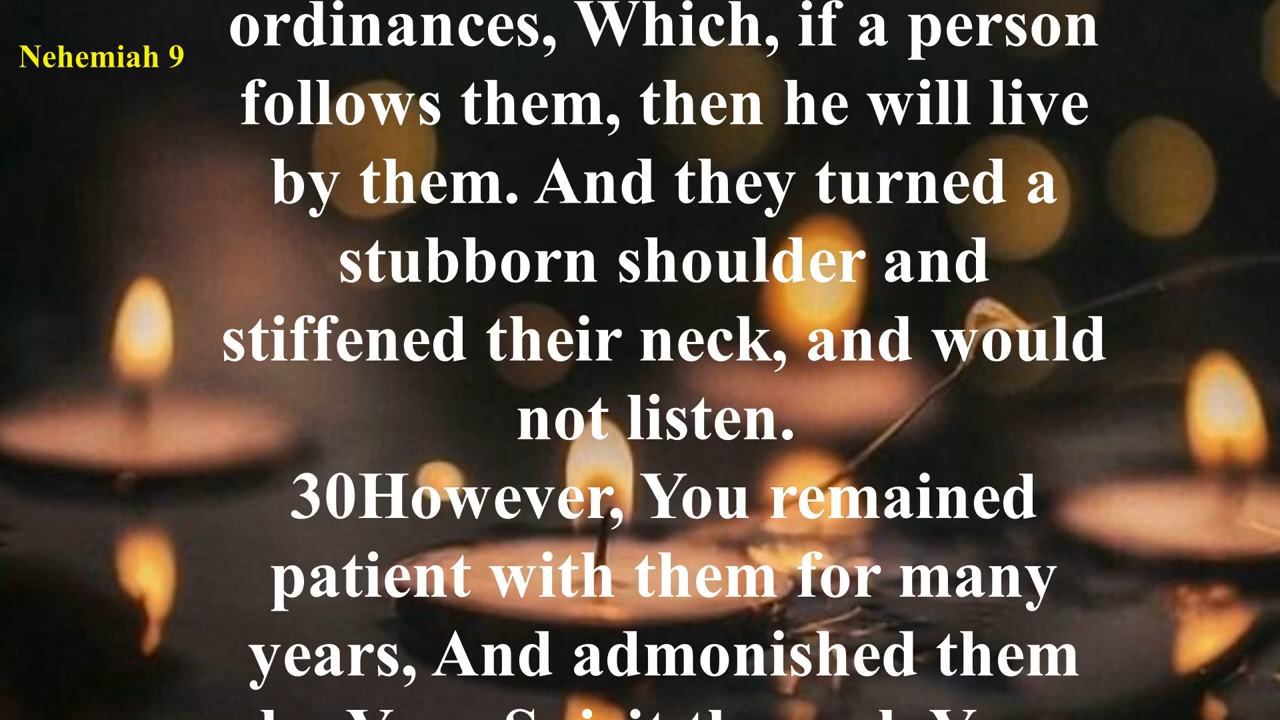 Nehemiah 9
ordinances, Which, if a person
follows them, then he will live
by them. And they turned a
stubborn shoulder and
stiffened their neck, and would
not listen.
30However, You remained
patient with them for many
years, And admonished them